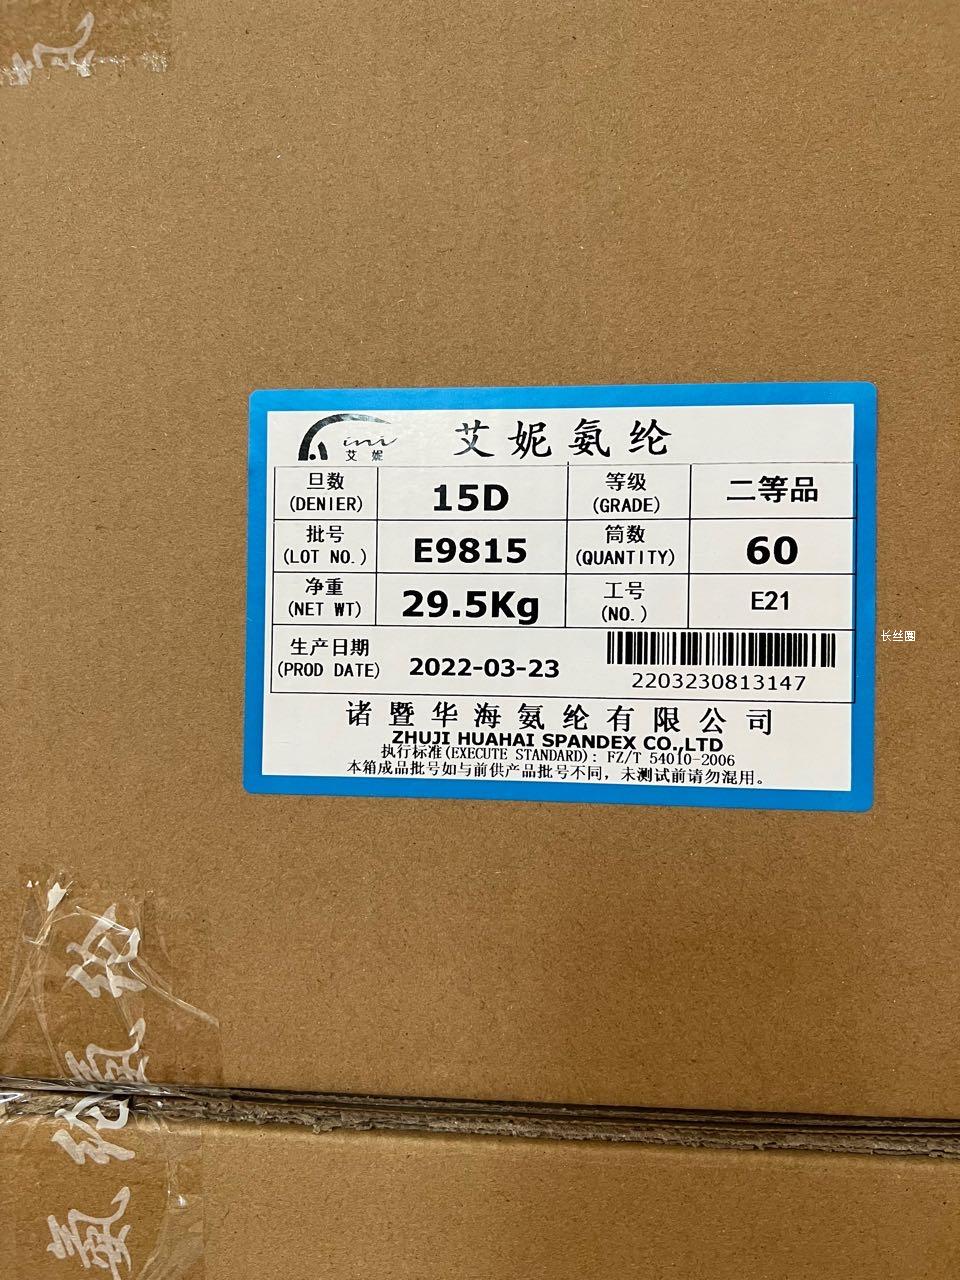 ini
艾妮
艾妮氨纶
旦数
(DENIER)
15D
等级
(GRADE)
二等品
批号
(LOT NO.)
E9815
筒数
(QUANTITY)
60
净重
(NET WT)
29.5Kg
工号
(NO.)
E21
生产日期
(PROD DATE)
2022-03-23
2203230813147
诸暨华海氨纶有限公司
ZHUJI HUAHAI SPANDEX CO.,LTD
执行标准(EXECUTE STANDARD): FZ/T 54010-2006
本箱成品批号如与前供产品批号不同，未测试前请勿混用。
长丝圈
氨纶
氨纶